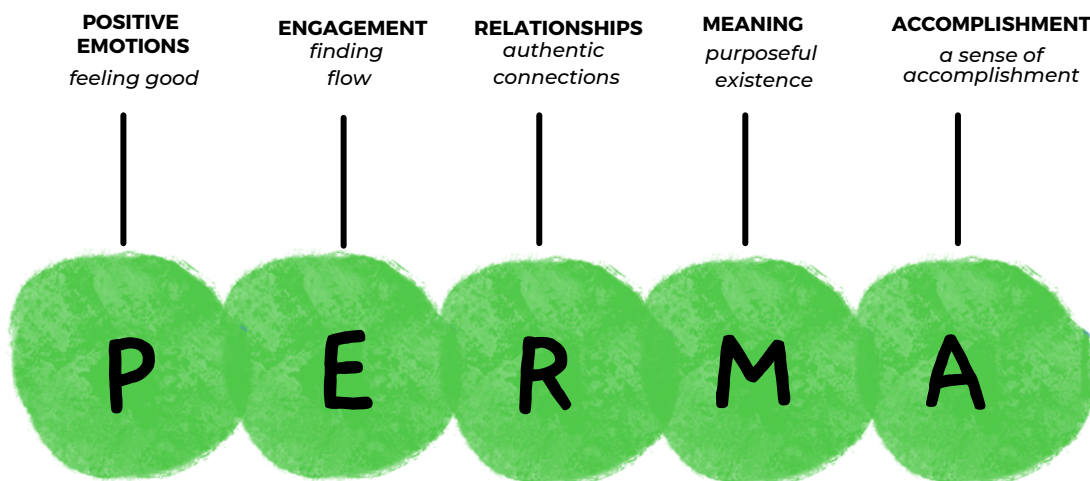 POSITIVE
EMOTIONS
feeling good
ENGAGEMENT
finding
flow
RELATIONSHIPS
authentic
connections
MEANING
purposeful
existence
ACCOMPLISHMENT
a sense of
accomplishment
P E R M A